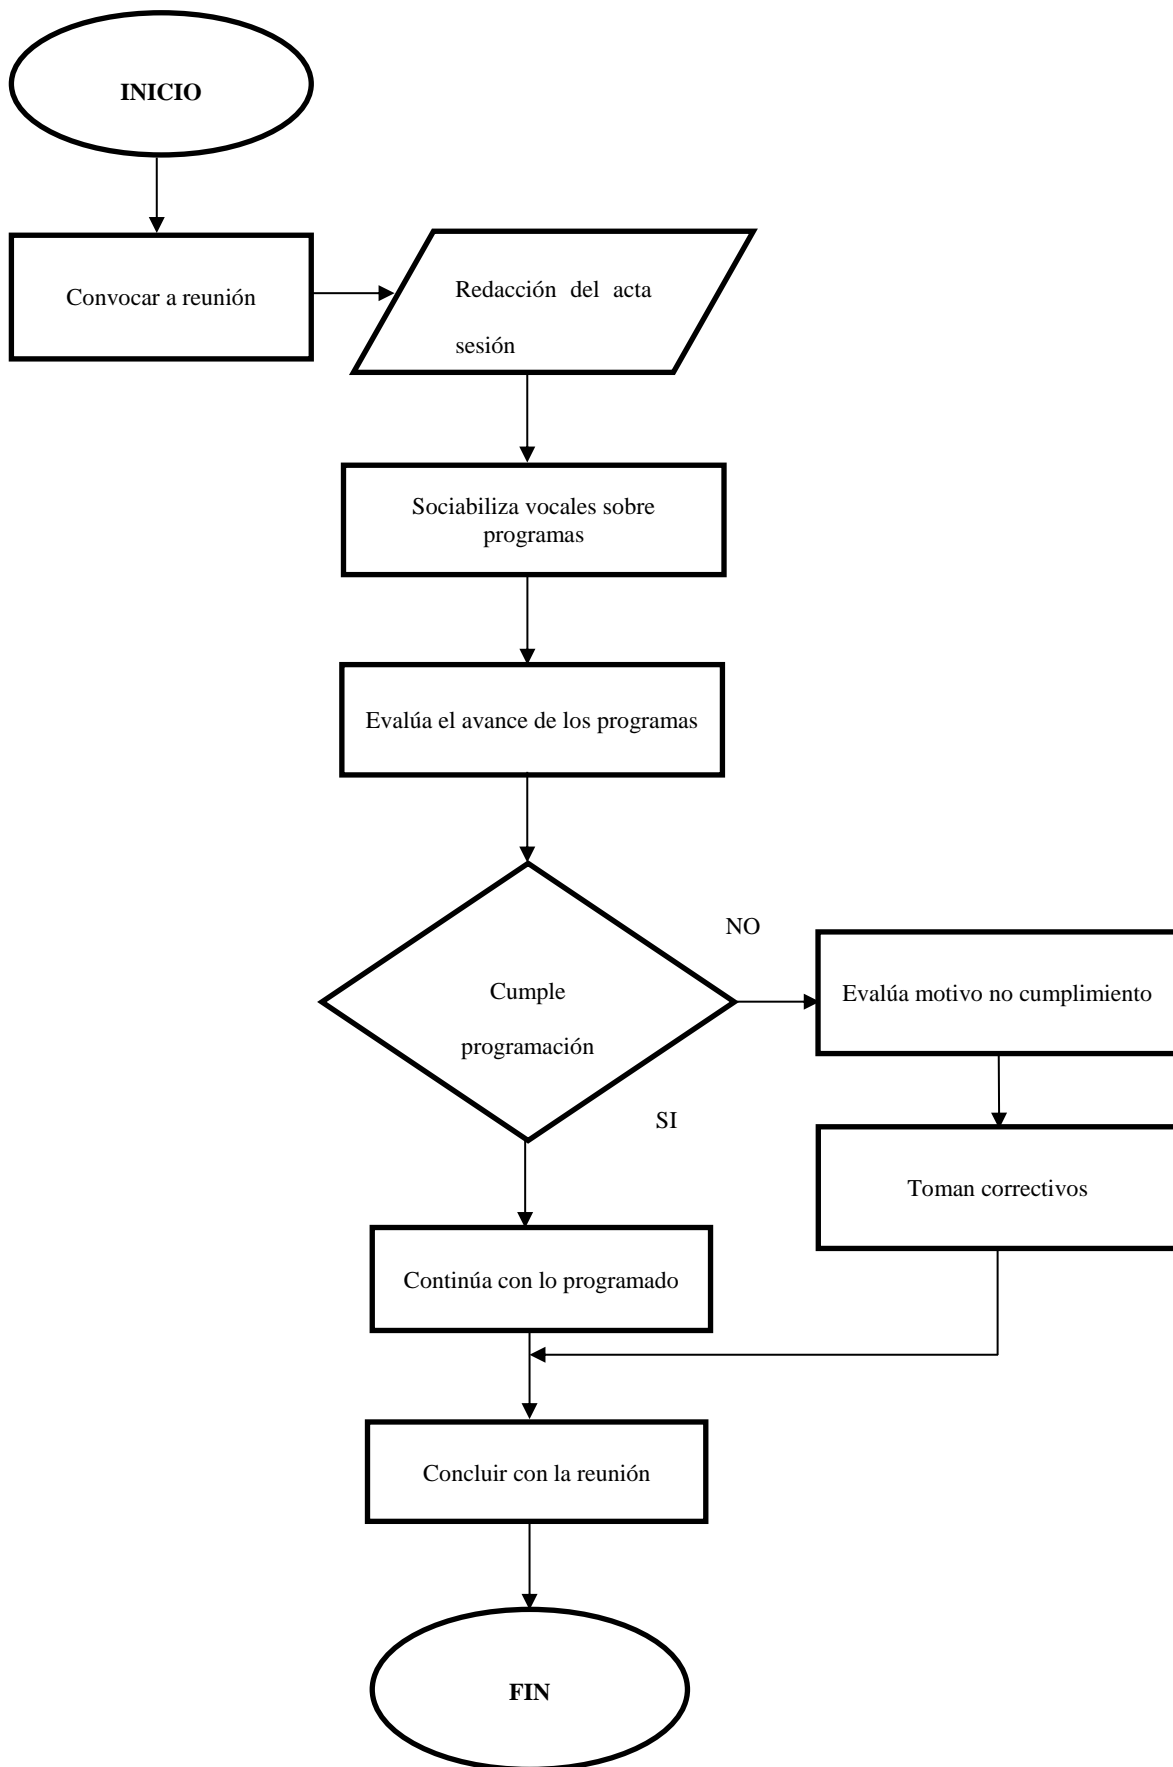 INICIO
Convocar a reunión
Redacción del acta
sesión
Sociabiliza vocales sobre
programas
Evalúa el avance de los programas
Cumple
programación
NO
Evalúa motivo no cumplimiento
SI
Toman correctivos
Continúa con lo programado
Concluir con la reunión
FIN